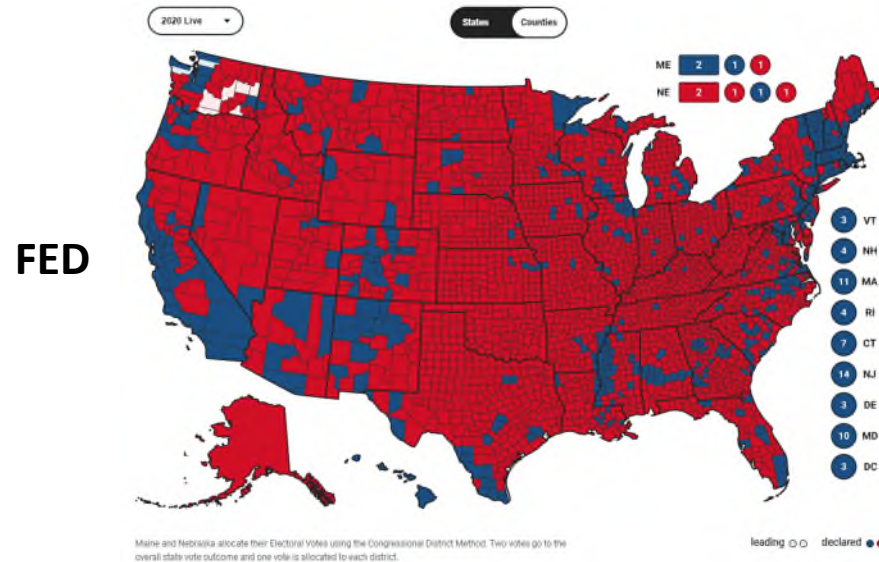 2020 Live
States Counties
ME 2 1 1
NE 2 1 1 1
FED
3 VT
4 NH
11 MA
4 RI
7 CT
14 NJ
3 DE
10 MD
3 DC
Maine and Nebraska allocate their Electoral Votes using the Congressional District Method. Two votes go to the
overall state vote outcome and one vote is allocated to each district.
leading declared